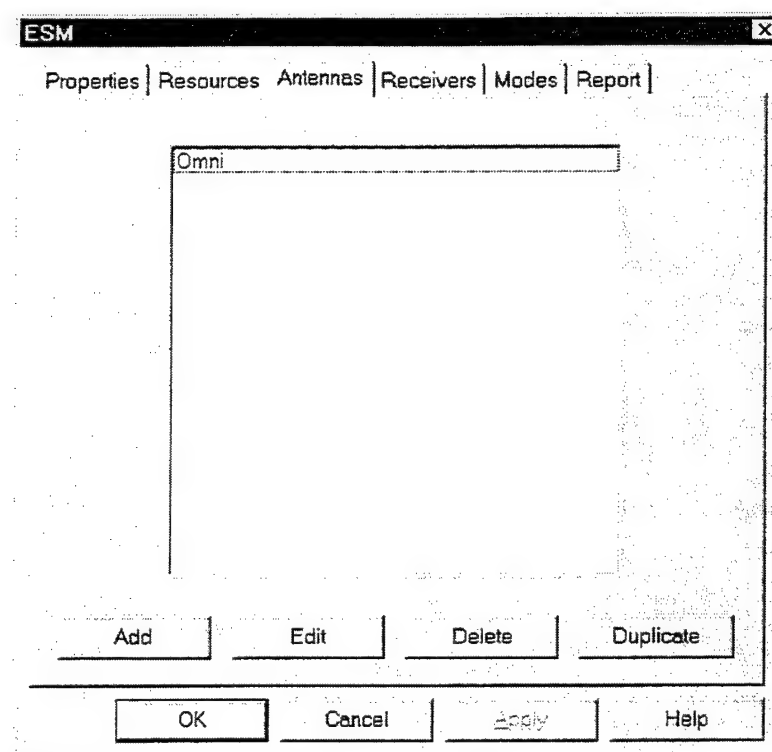 ESM
Properties Resources Antennas Receivers Modes Report
Omni
Add Edit Delete Duplicate
OK Cancel Apply Help